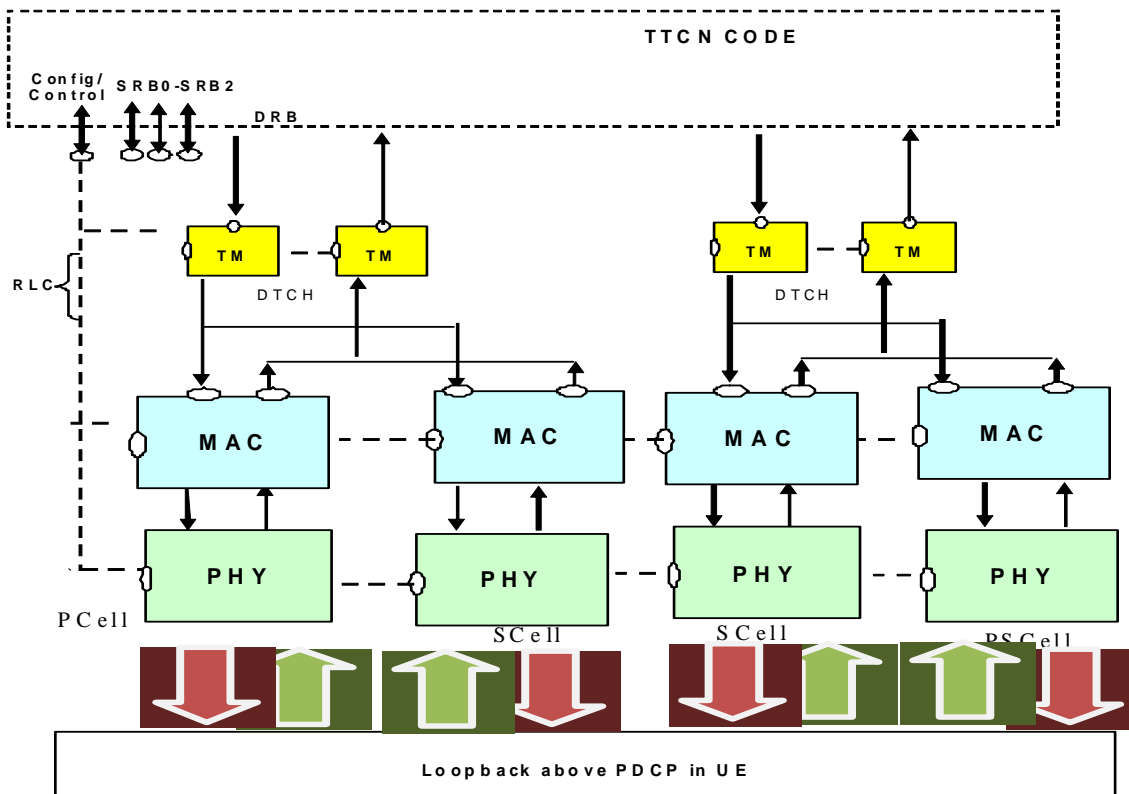 TTCN CODE
Config/
Control
SRB0-SRB2
DRB
TM
TM
TM
TM
RLC
DTCH
DTCH
MAC
MAC
MAC
MAC
PHY
PHY
PHY
PHY
PCell
SCell
SCell
PSCell
Loopback above PDCP in UE